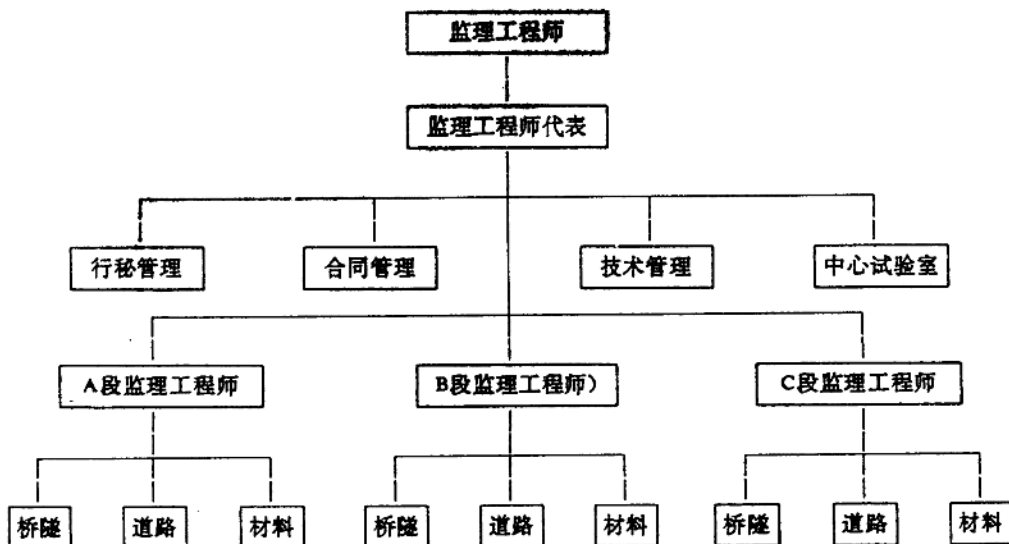 监理工程师
监理工程师代表
行秘管理 合同管理 技术管理 中心试验室
A段监理工程师 B段监理工程师） C段监理工程师
桥隧 道路 材料 桥隧 道路 材料 桥隧 道路 材料